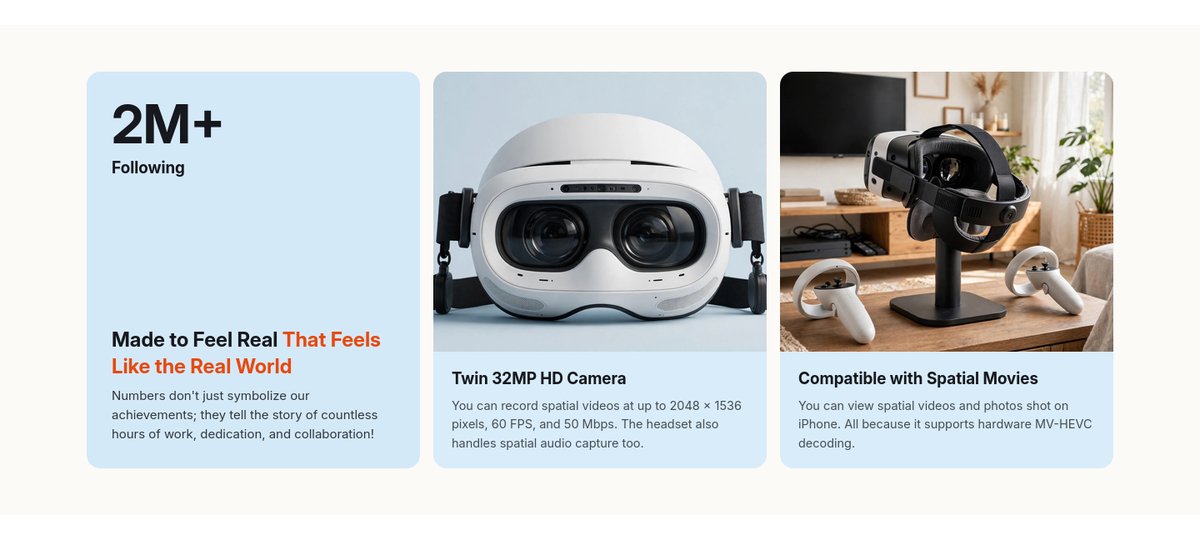 2M+
Following
Made to Feel Real That Feels
Like the Real World
Numbers don't just symbolize our
achievements; they tell the story of countless
hours of work, dedication, and collaboration!
Twin 32MP HD Camera
You can record spatial videos at up to 2048 × 1536
pixels, 60 FPS, and 50 Mbps. The headset also
handles spatial audio capture too.
Compatible with Spatial Movies
You can view spatial videos and photos shot on
iPhone. All because it supports hardware MV-HEVC
decoding.